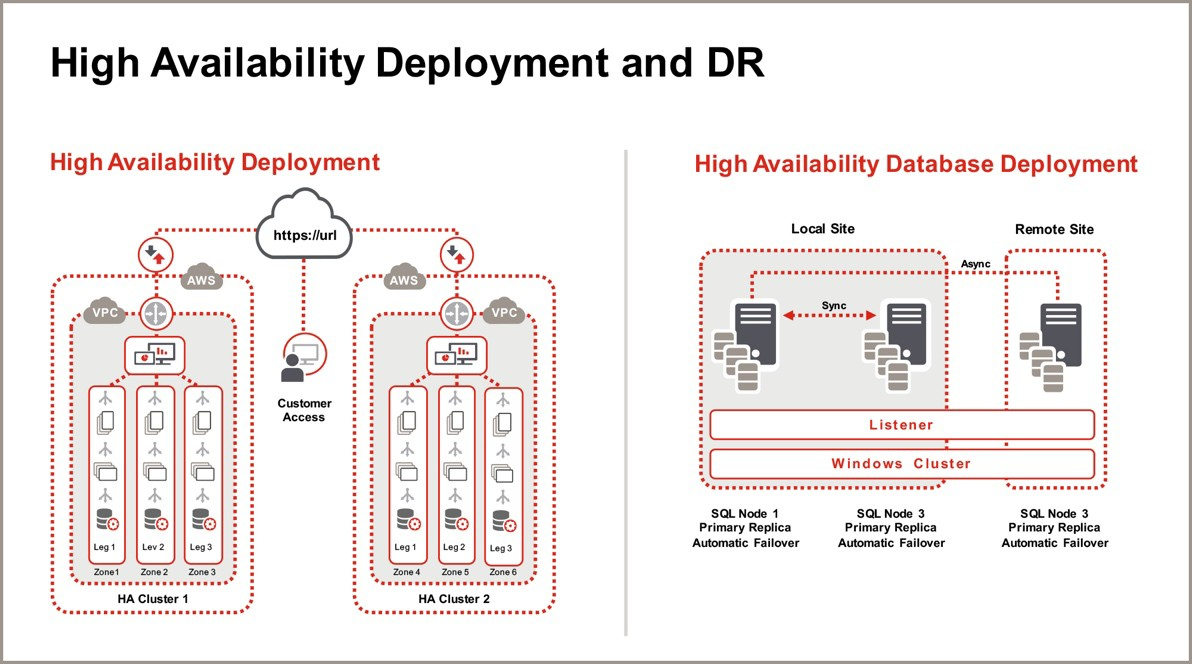 High Availability Deployment and DR
High Availability Deployment
https://url
AWS
VPC
Leg 1
Lev 2
Leg 3
Zone1
Zone 2
Zone 3
HA Cluster 1
Customer
Access
AWS
VPC
Leg 1
Leg 2
Leg 3
Zone 4
Zone 5
Zone 6
HA Cluster 2
High Availability Database Deployment
Local Site
Remote Site
Async
Sync
Listener
Windows Cluster
SQL Node 1
Primary Replica
Automatic Failover
SQL Node 3
Primary Replica
Automatic Failover
SQL Node 3
Primary Replica
Automatic Failover